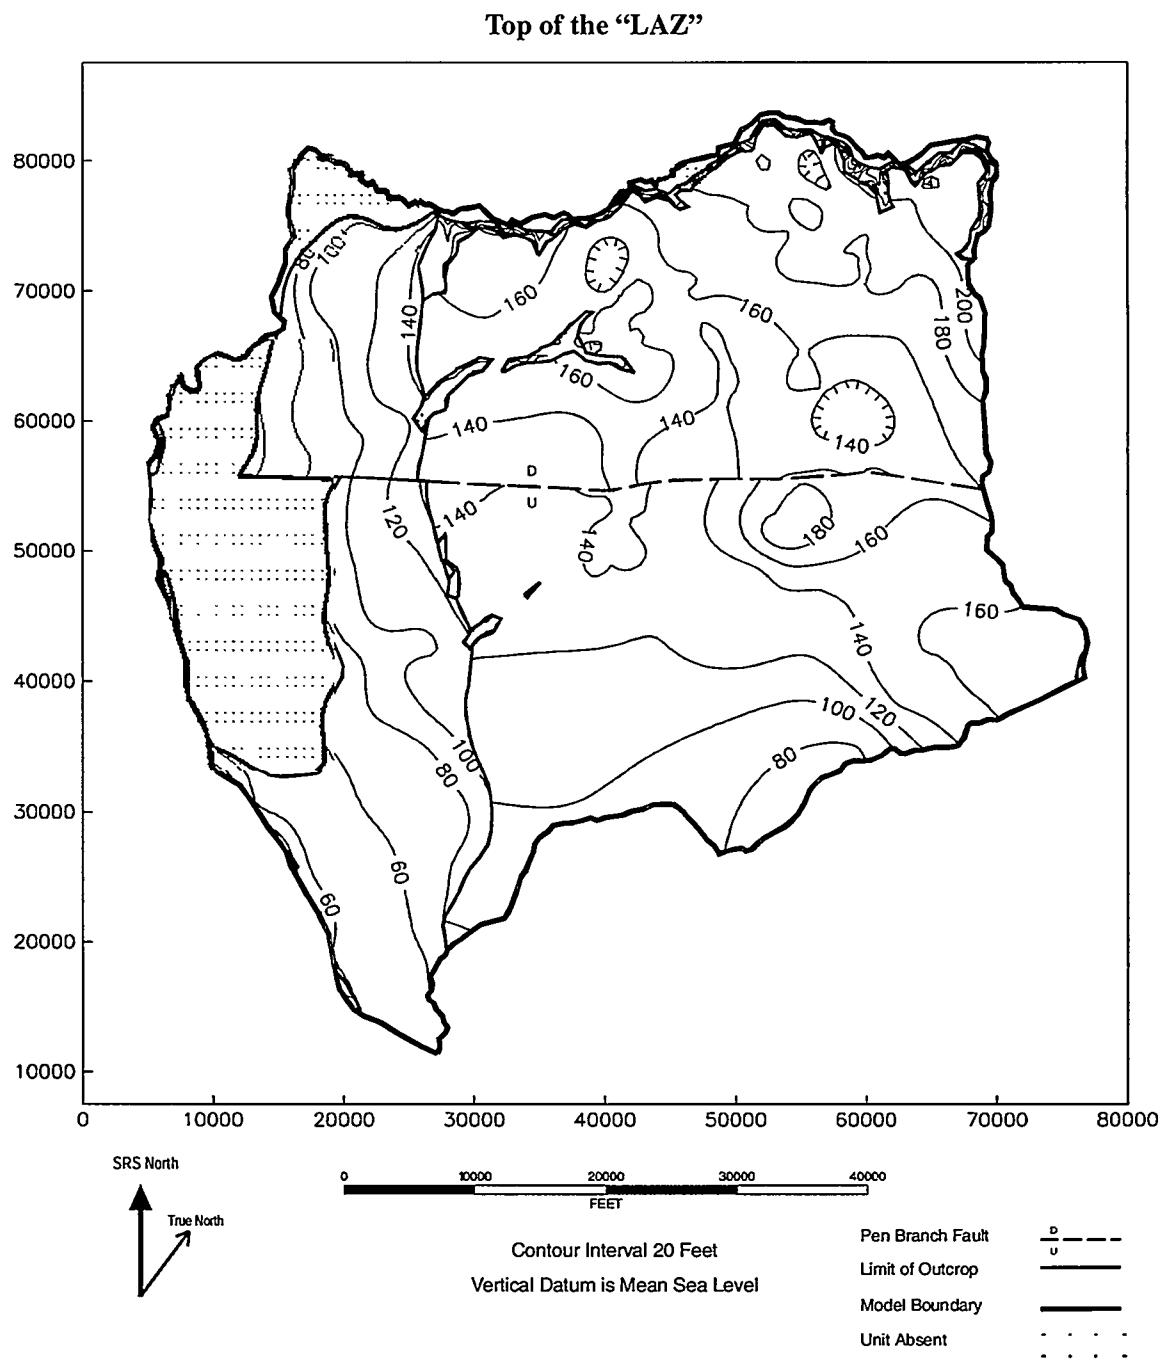 Top of the “LAZ”
80000
70000
60000
50000
40000
30000
20000
10000
0 10000 20000 30000 40000 50000 60000 70000 80000
80
100
140
160
160
200
180
160
140
140
140
D
U
140
120
140
180
160
160
140
100
120
100
80
80
60
60
SRS North
True North
0 10000 20000 30000 40000
FEET
Contour Interval 20 Feet
Vertical Datum is Mean Sea Level
Pen Branch Fault
D
U
Limit of Outcrop
Model Boundary
Unit Absent